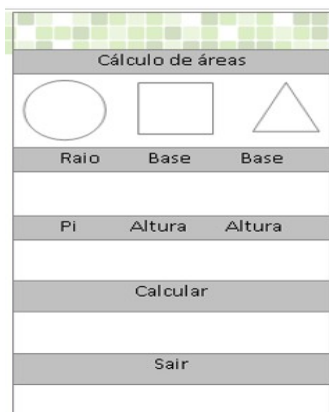 Cálculo de áreas
Raio Base Base
Pi Altura Altura
Calcular
Sair